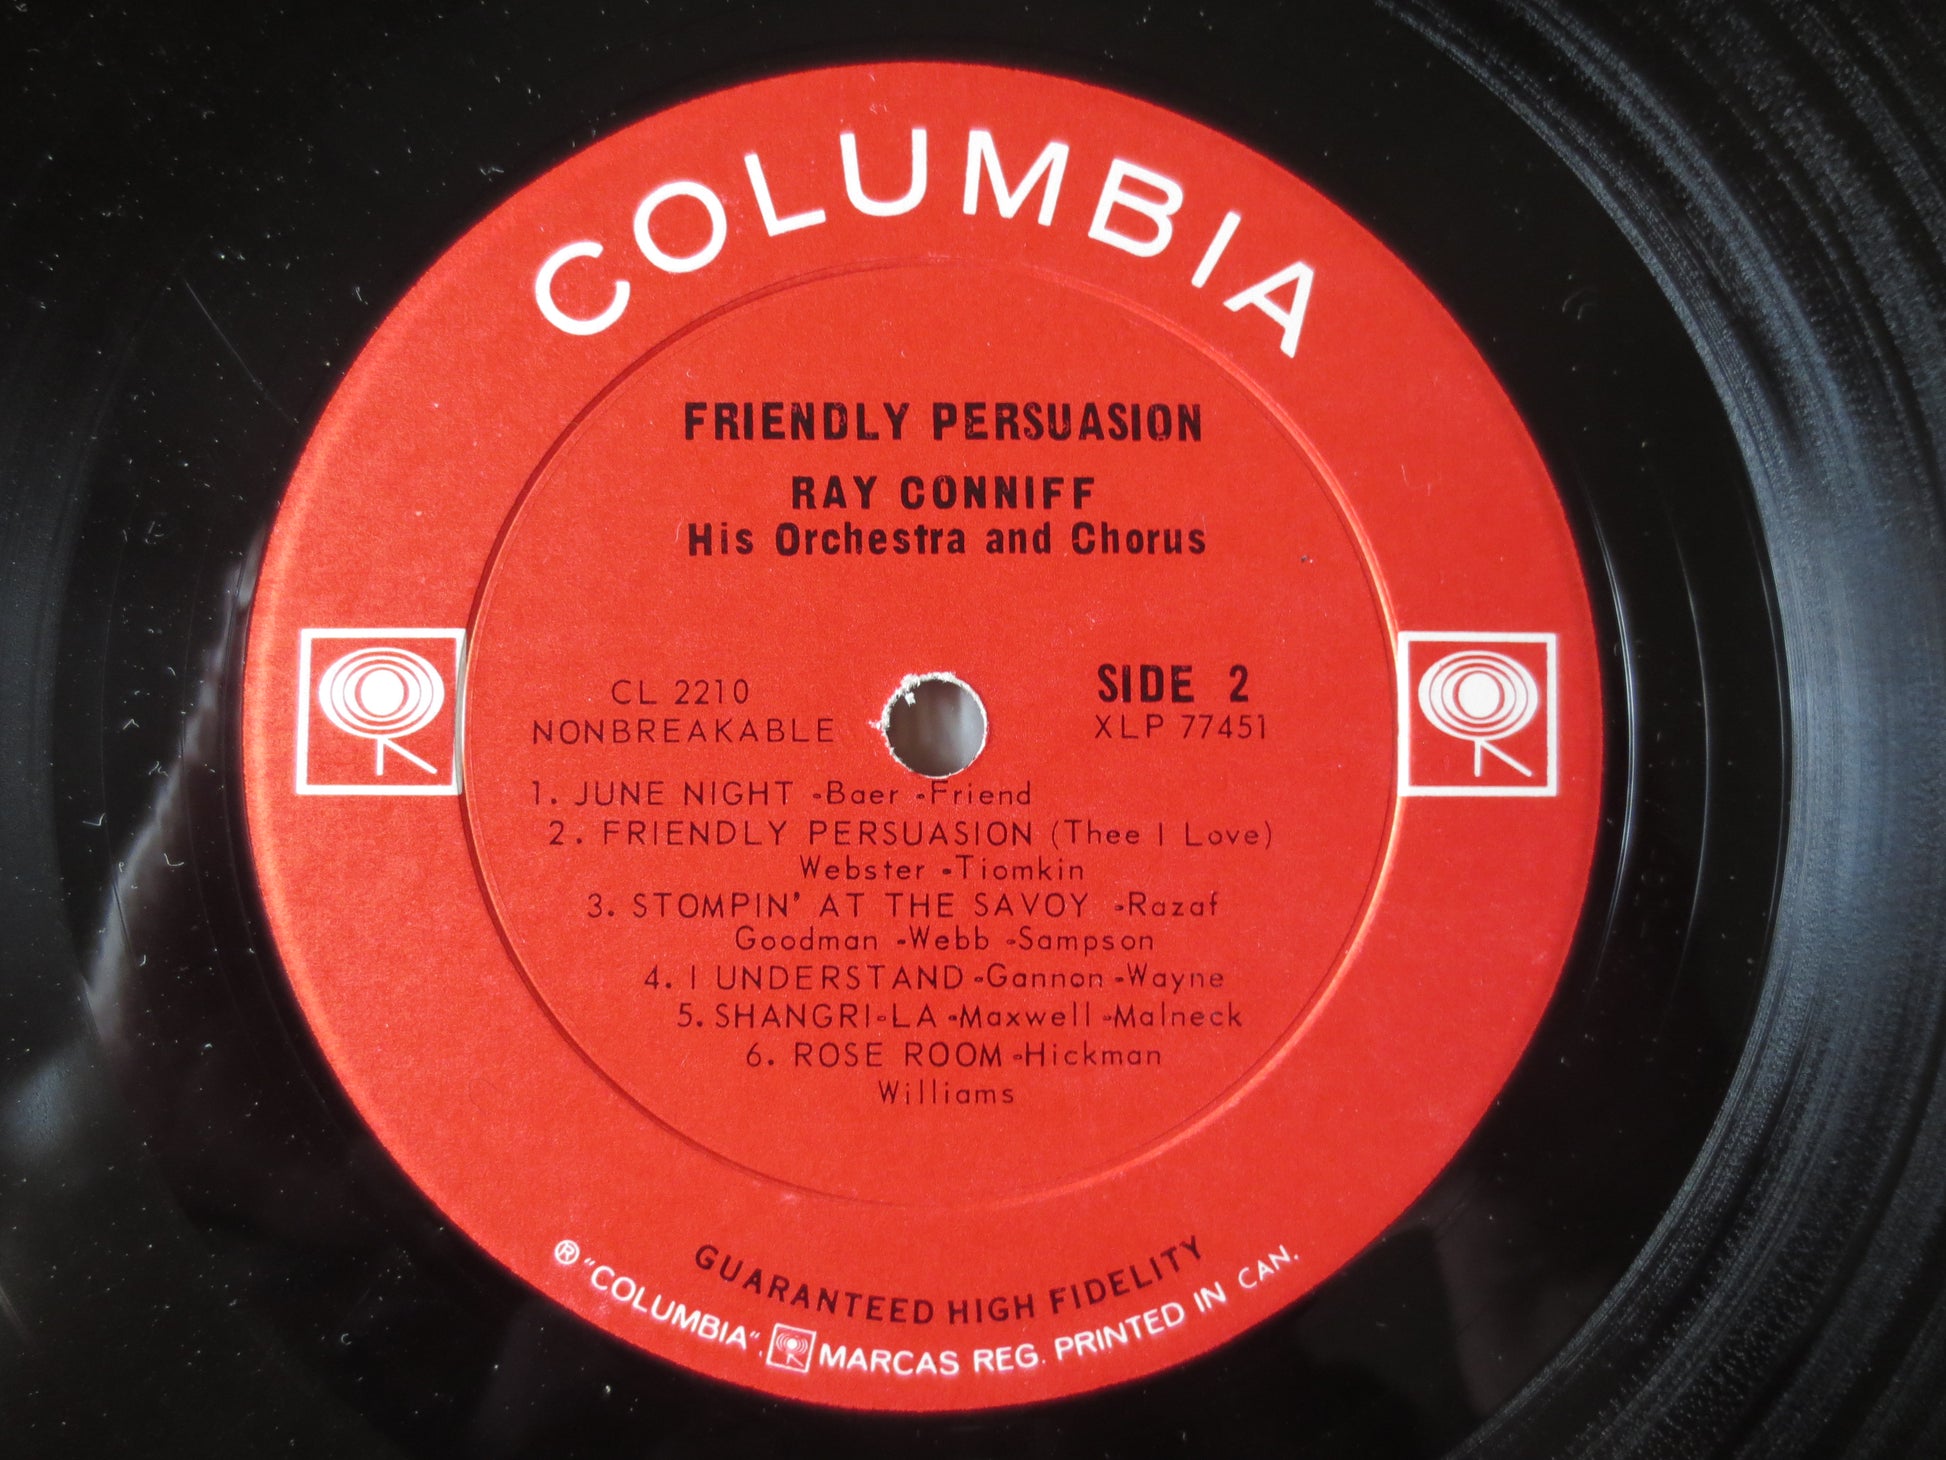 COLUMBIA
FRIENDLY PERSUASION
RAY CONNIFF
His Orchestra and Chorus
CL 2210
NONBREAKABLE
SIDE 2
XLP 77451
1. JUNE NIGHT -Baer -Friend
2. FRIENDLY PERSUASION (Thee I Love)
Webster -Tiomkin
3. STOMPIN' AT THE SAVOY -Razaf
Goodman -Webb -Sampson
4. I UNDERSTAND -Gannon -Wayne
5. SHANGRI-LA -Maxwell -Malneck
6. ROSE ROOM -Hickman
Williams
GUARANTEED HIGH FIDELITY
® "COLUMBIA", MARCAS REG. PRINTED IN CAN.